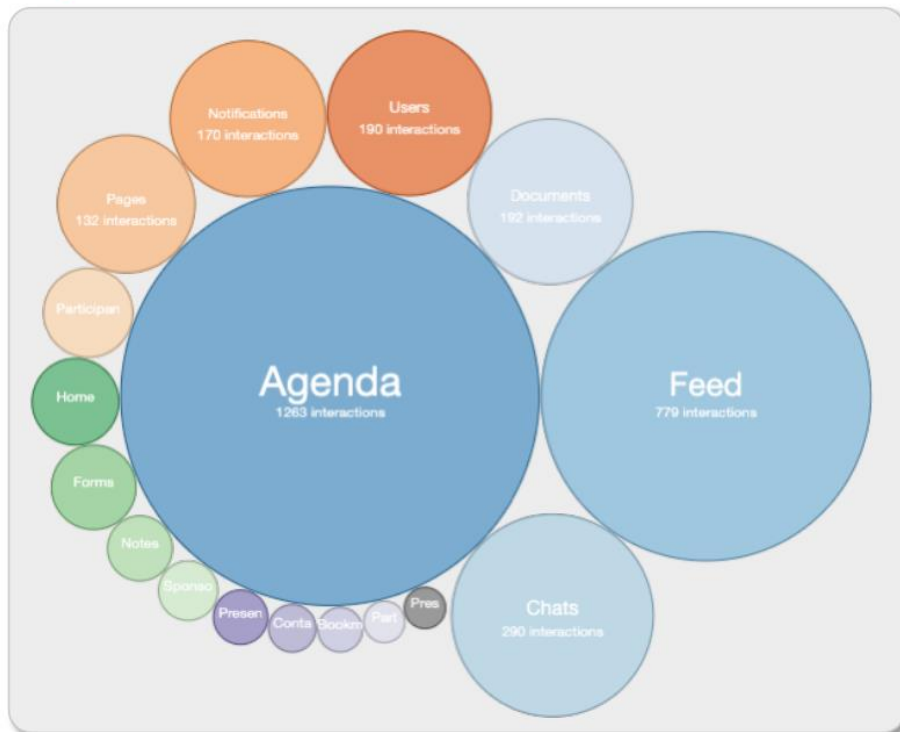 Notifications
170 interactions
Users
190 interactions
Pages
132 interactions
Documents
192 interactions
Participan
Home
Agenda
1263 interactions
Feed
779 interactions
Forms
Notes
Sponso
Presen
Conta
Bookm
Part
Pres
Chats
290 interactions